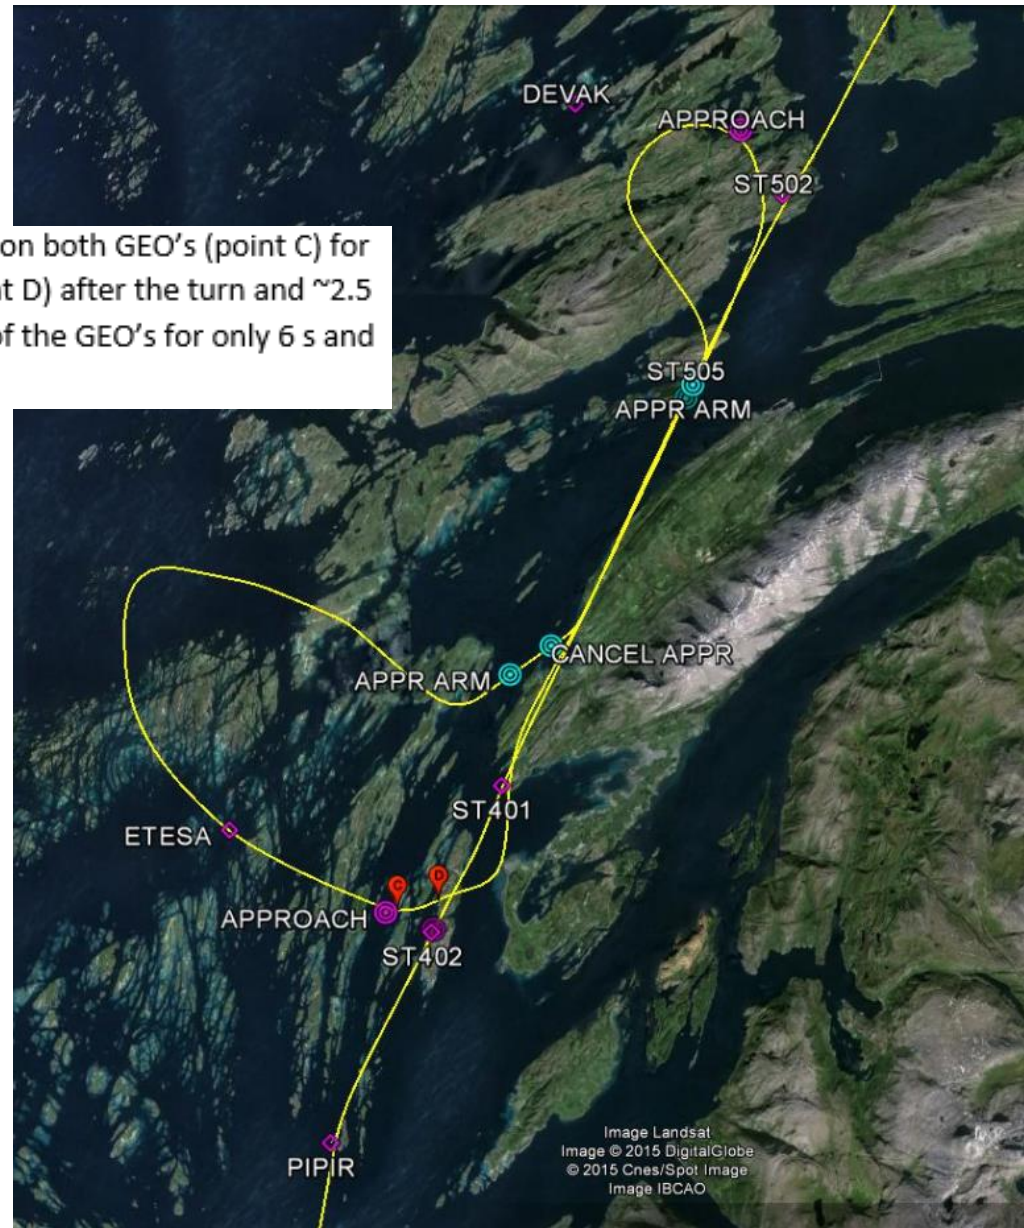 DEVAK
APPROACH
ST502
on both GEO's (point C) for
t D) after the turn and ~2.5
of the GEO's for only 6 s and
ST505
APPR ARM
CANCEL APPR
APPR ARM
ST401
ETESA
C
D
APPROACH
ST402
PIPIR
Image Landsat
Image © 2015 DigitalGlobe
© 2015 Cnes/Spot Image
Image IBCAO